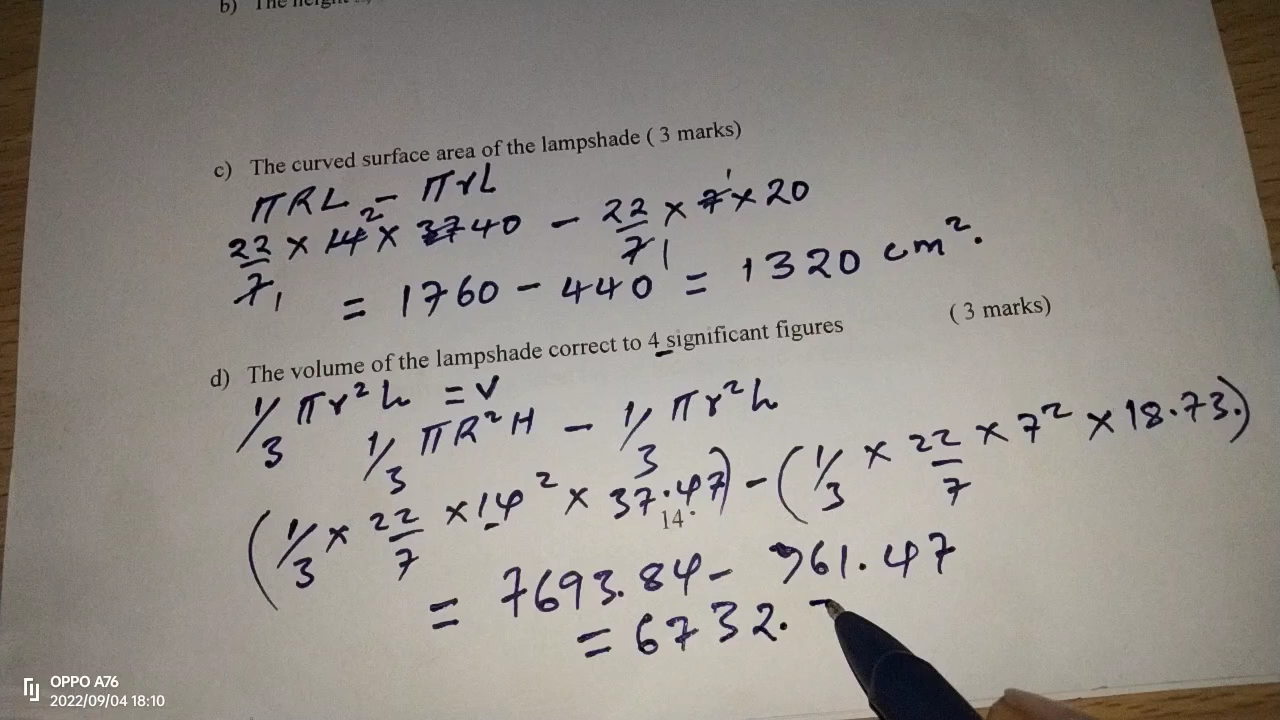 b) The height
c) The curved surface area of the lampshade ( 3 marks)
πRL - πrL
22/7 × 14 2 × 40 - 22/7 × 7 × 20
= 1760 - 440 = 1320 cm².
d) The volume of the lampshade correct to 4 significant figures ( 3 marks)
1/3 πr²h = V
1/3 πR²H - 1/3 πr²h
(1/3 × 22/7 × 14² × 37.47) - (1/3 × 22/7 × 7² × 18.73.)
14
= 7693.84 - 961.47
= 6732.
OPPO A76
2022/09/04 18:10